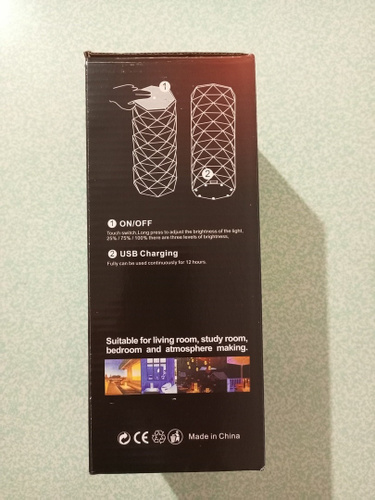 1
2
1 ON/OFF
Touch switch.Long press to adjust the brightness of the light,
25% / 75% / 100% there are three levels of brightness.
2 USB Charging
Fully can be used continuously for 12 hours.
Suitable for living room, study room,
bedroom and atmosphere making.
CE Made in China